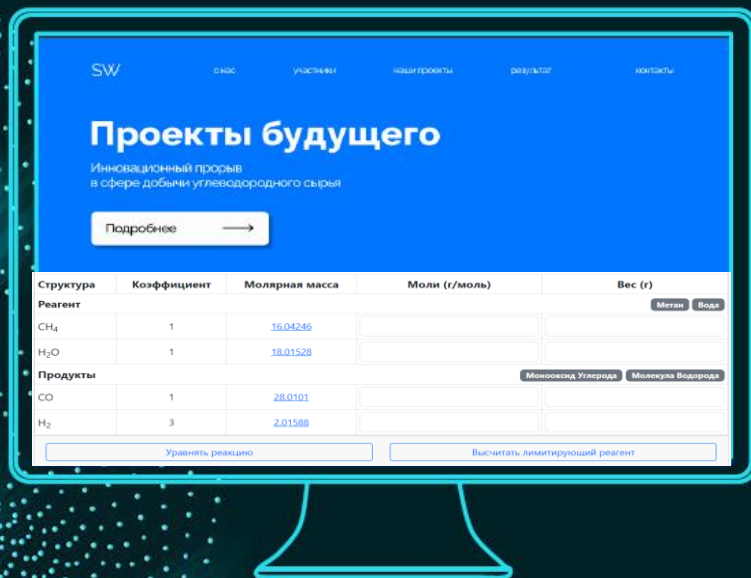 SW о нас участники наши проекты результат контакты
Проекты будущего
Инновационный прорыв
в сфере добычи углеводородного сырья
Подробнее
Структура Коэффициент Молярная масса Моли (г/моль) Вес (г)
Реагент Метан Вода
CH₄ 1 16.04246
H₂O 1 18.01528
Продукты Монооксид Углерода Молекула Водорода
CO 1 28.0101
H₂ 3 2.01588
Уравнять реакцию Высчитать лимитирующий реагент